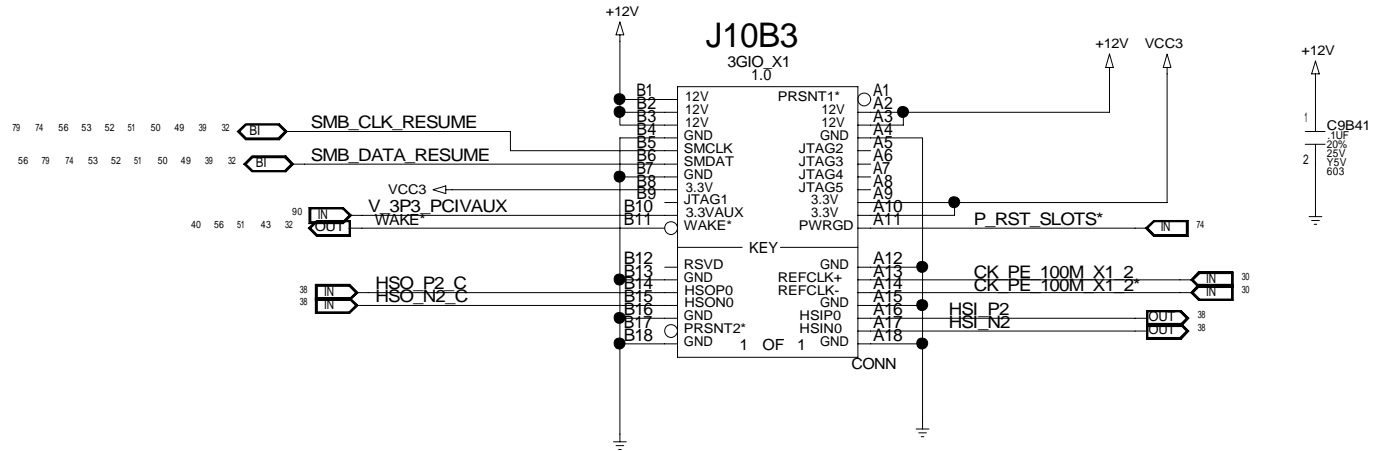 +12V
J10B3
3GIO_X1
1.0
+12V VCC3
+12V
B1 12V PRSNT1* A1
B2 12V 12V A2
B3 12V 12V A3
B4 GND GND A4
B5 SMCLK JTAG2 A5
B6 SMDAT JTAG3 A6
B7 GND JTAG4 A7
B8 3.3V JTAG5 A8
B9 JTAG1 3.3V A9
B10 3.3VAUX 3.3V A10
B11 WAKE* PWRGD A11
KEY
B12 RSVD GND A12
B13 GND REFCLK+ A13
B14 HSOP0 REFCLK- A14
B15 HSON0 GND A15
B16 GND HSIP0 A16
B17 PRSNT2* HSIN0 A17
B18 GND GND A18
1 OF 1
CONN
79 74 56 53 52 51 50 49 39 32 BI SMB_CLK_RESUME
56 79 74 53 52 51 50 49 39 32 BI SMB_DATA_RESUME
VCC3
90 IN V_3P3_PCIVAUX
40 56 51 43 32 OUT WAKE*
38 IN HSO_P2_C
38 IN HSO_N2_C
P_RST_SLOTS* IN 74
CK_PE_100M_X1_2 IN 30
CK_PE_100M_X1_2* IN 30
HSI_P2 OUT 38
HSI_N2 OUT 38
1 C9B41
.1UF
20%
25V
2 Y5V
603